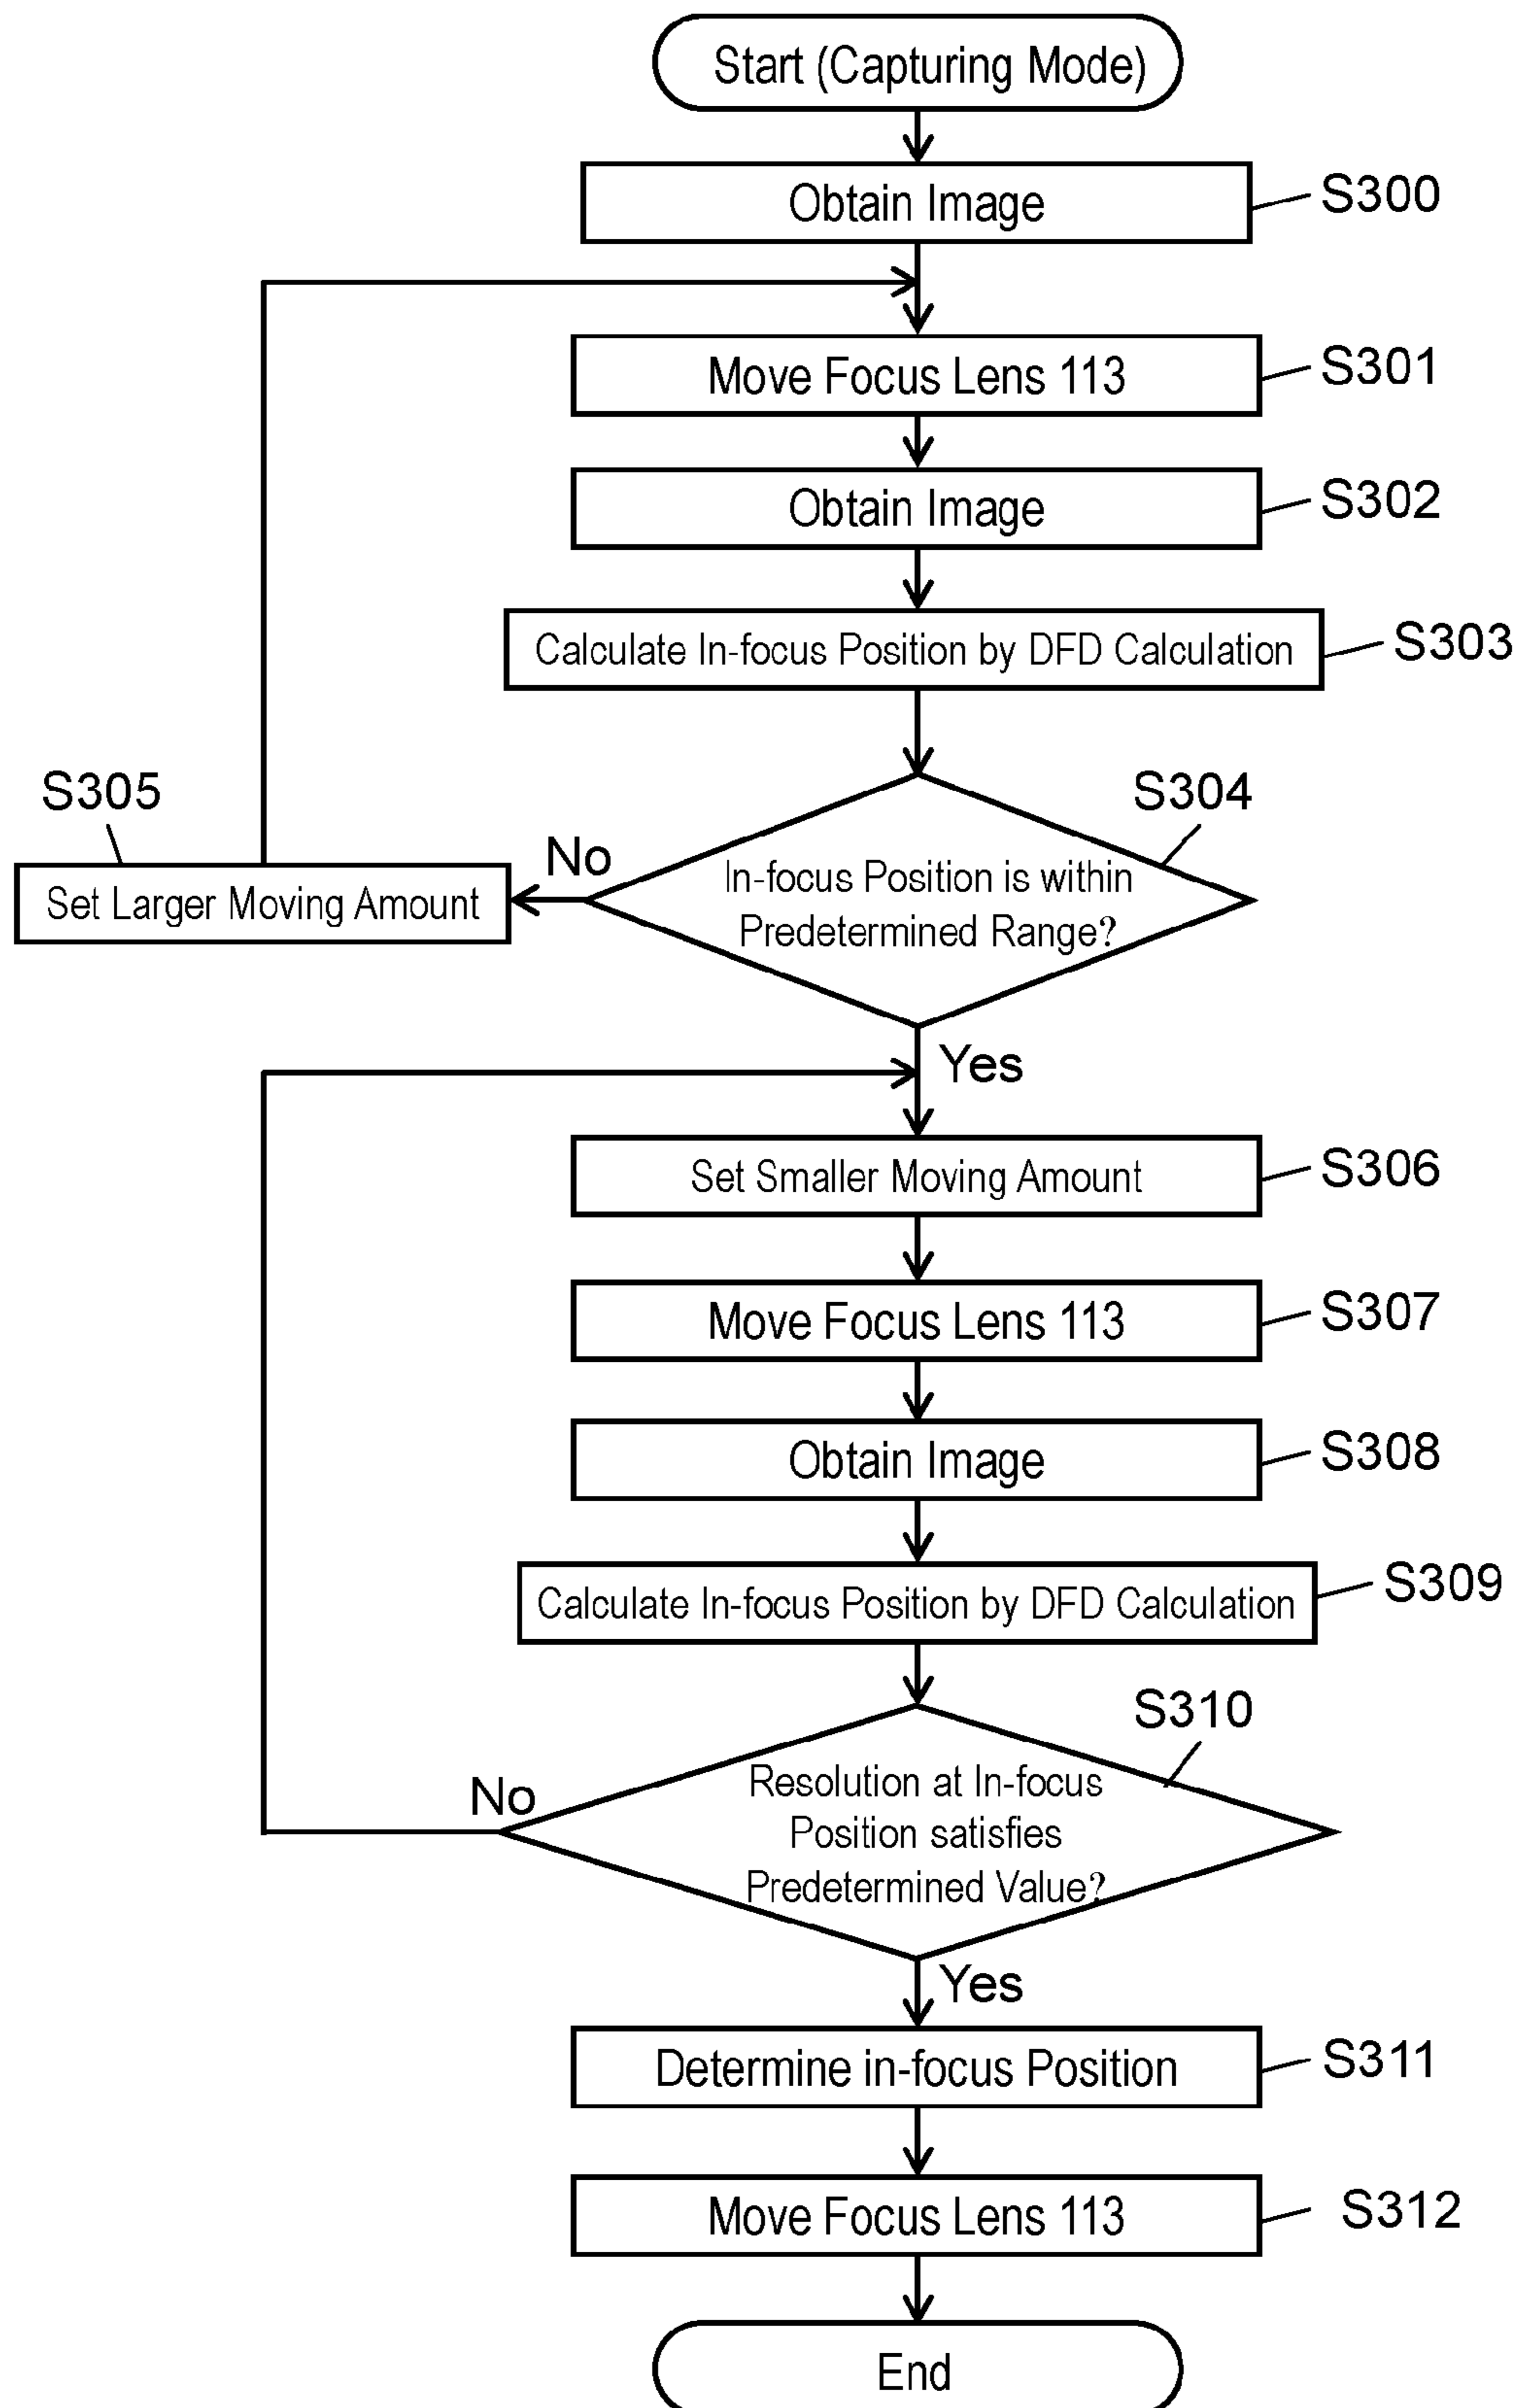 Start (Capturing Mode)
Obtain Image
S300
Move Focus Lens 113
S301
Obtain Image
S302
Calculate In-focus Position by DFD Calculation
S303
S305
S304
No
In-focus Position is within
Predetermined Range?
Set Larger Moving Amount
Yes
Set Smaller Moving Amount
S306
Move Focus Lens 113
S307
Obtain Image
S308
Calculate In-focus Position by DFD Calculation
S309
S310
No
Resolution at In-focus
Position satisfies
Predetermined Value?
Yes
Determine in-focus Position
S311
Move Focus Lens 113
S312
End